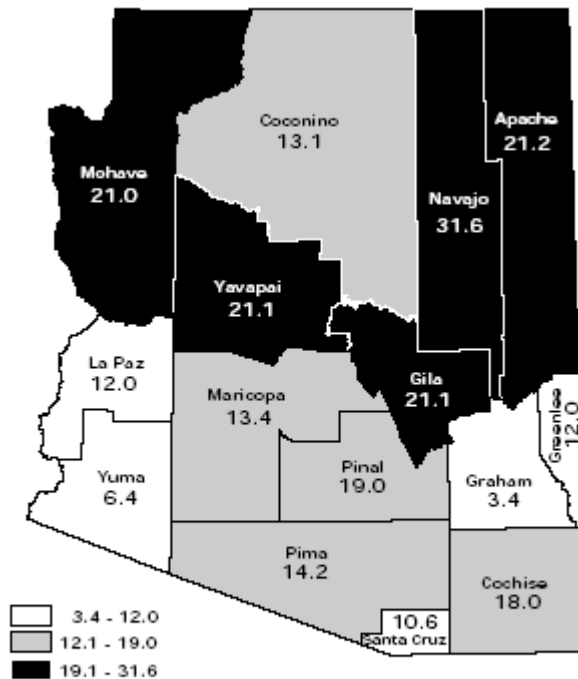 Coconino
13.1
Apache
21.2
Mohave
21.0
Navajo
31.6
Yavapai
21.1
La Paz
12.0
Maricopa
13.4
Gila
21.1
Greenlee
12.0
Yuma
6.4
Pinal
19.0
Graham
3.4
Pima
14.2
Cochise
18.0
10.6
Santa Cruz
3.4 - 12.0
12.1 - 19.0
19.1 - 31.6